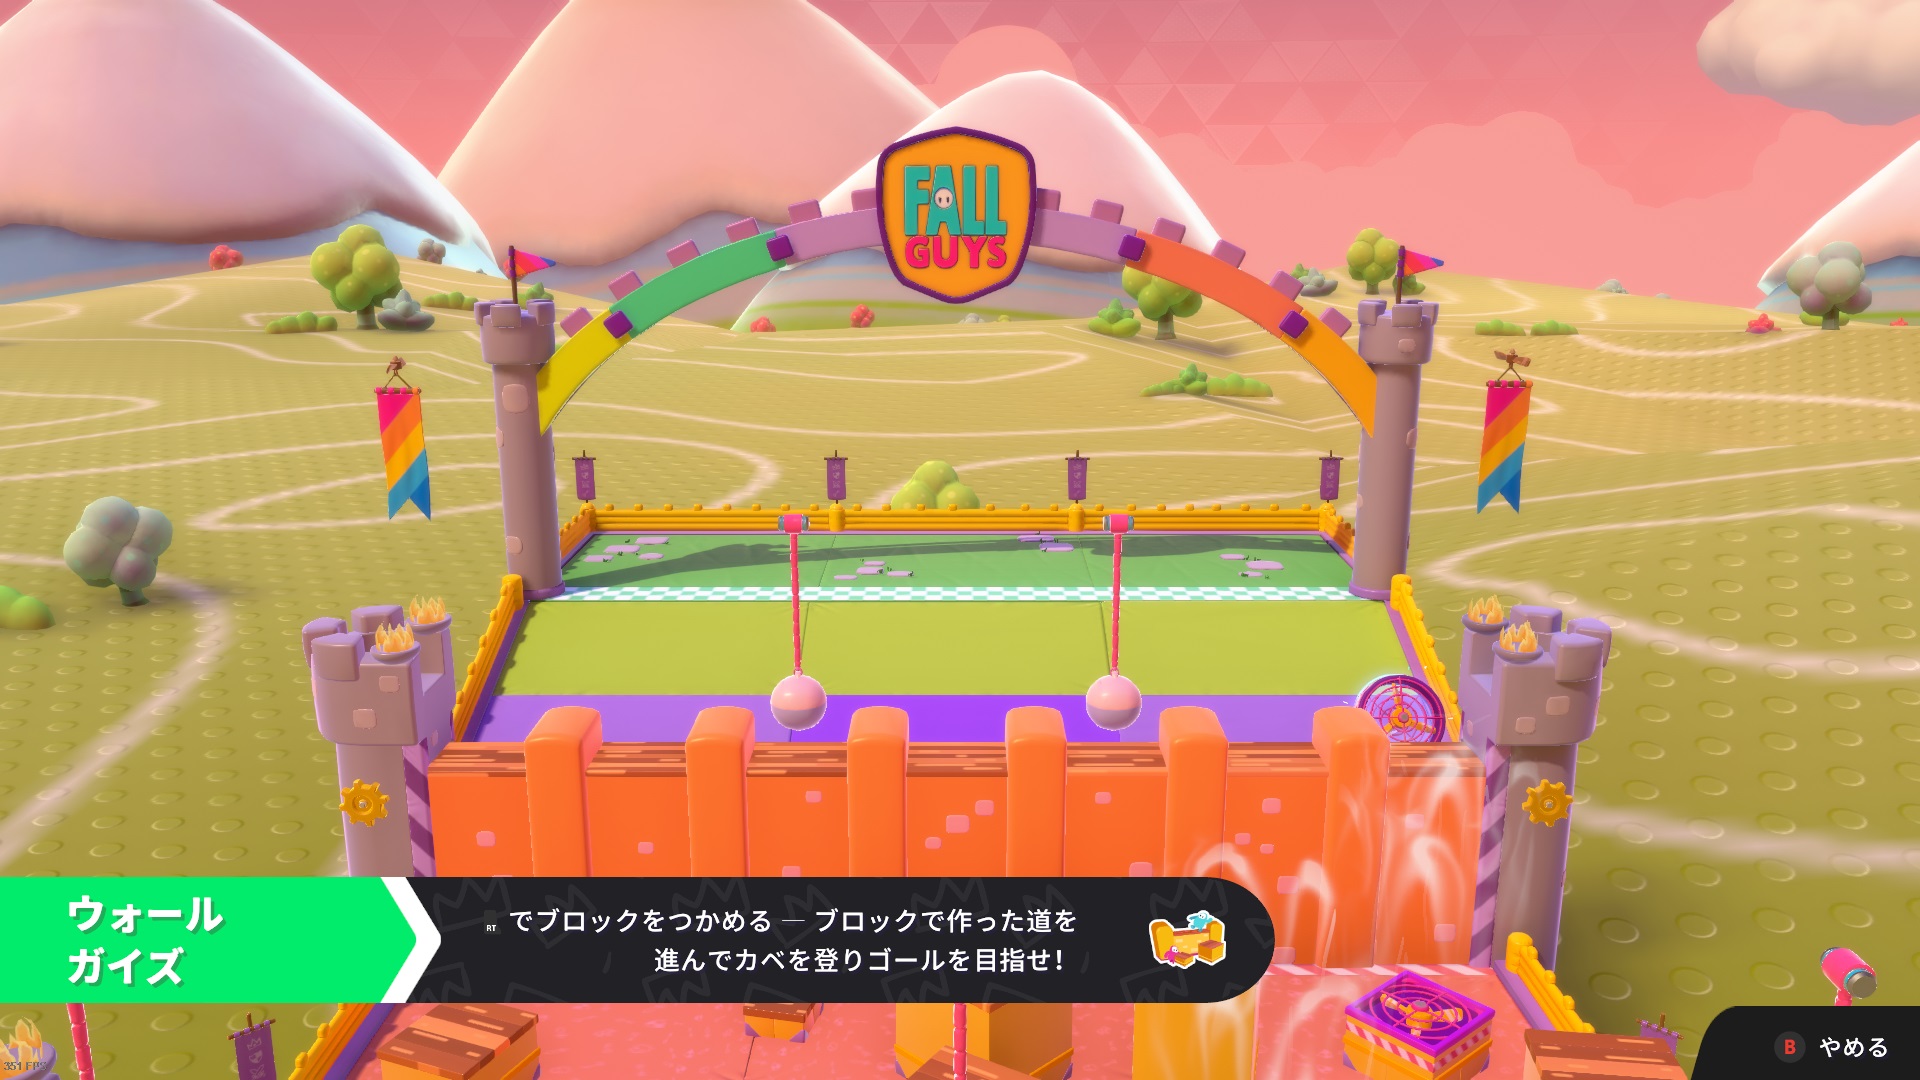 FALL
GUYS
ウォール
ガイズ
RT でブロックをつかめる ― ブロックで作った道を
進んでカベを登りゴールを目指せ！
B やめる
351 FPS